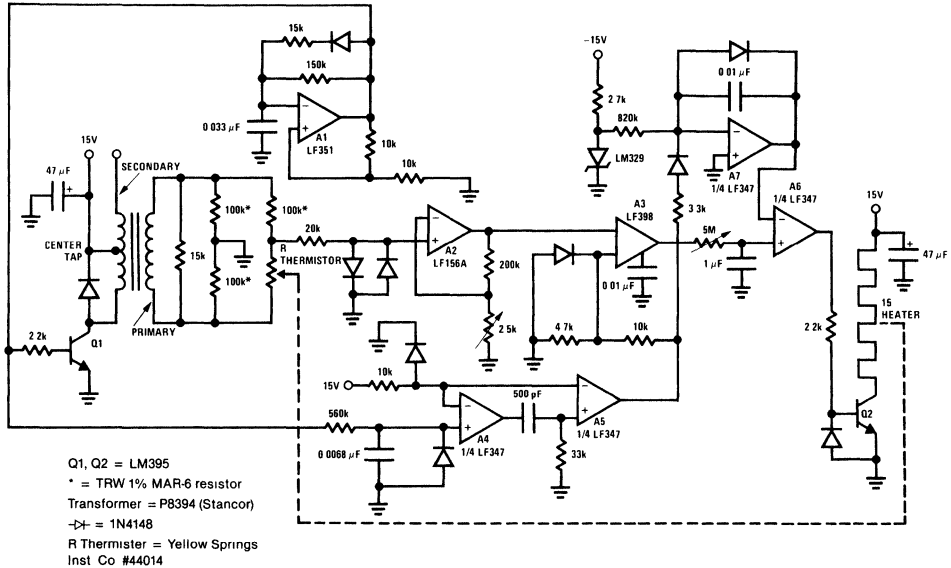 15k
150k
0 033 µF
A1
LF351
10k
10k
15V
47 µF
+
SECONDARY
CENTER
TAP
PRIMARY
2 2k
Q1
15k
100k*
100k*
100k*
R
THERMISTOR
20k
A2
LF156A
200k
2 5k
-15V
2 7k
820k
LM329
0 01 µF
A7
1/4 LF347
3 3k
A3
LF398
0 01 µF
4 7k
10k
5M
1 µF
A6
1/4 LF347
2 2k
15V
+
47 µF
15
HEATER
Q2
15V
10k
560k
0 0068 µF
A4
1/4 LF347
500 pF
A5
1/4 LF347
33k
Q1, Q2 = LM395
* = TRW 1% MAR-6 resistor
Transformer = P8394 (Stancor)
= 1N4148
R Thermister = Yellow Springs
Inst Co #44014